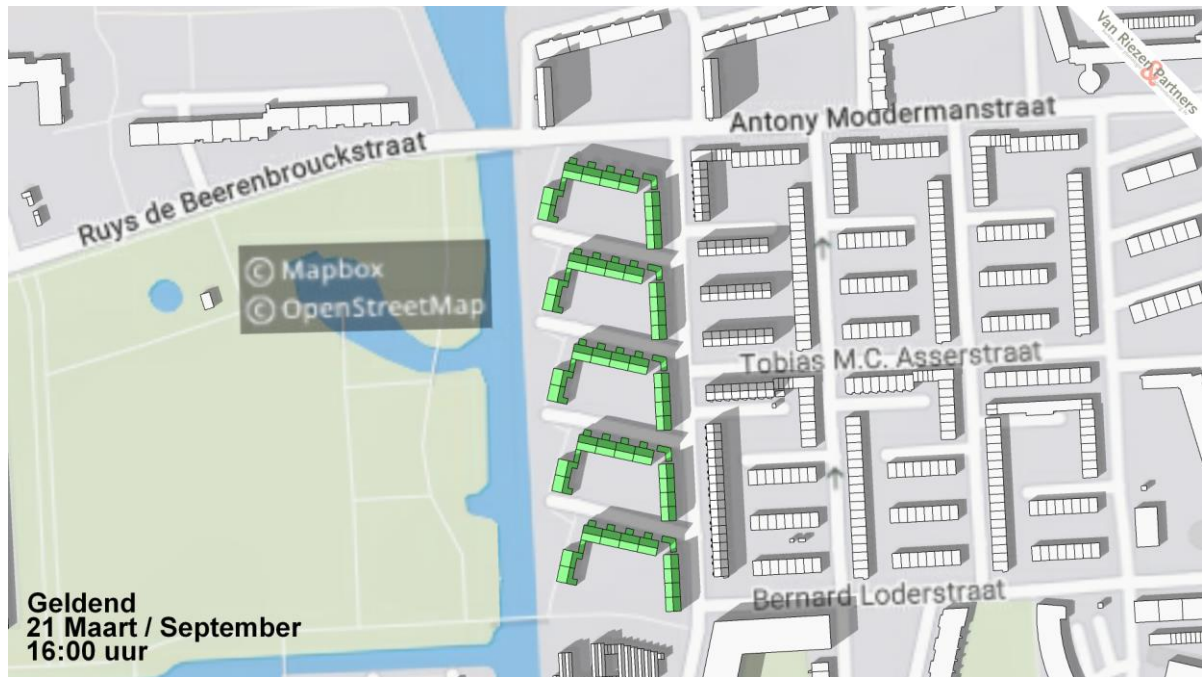 Van Riezen
&
Partners
Antony Moddermanstraat
Ruys de Beerenbrouckstraat
© Mapbox
© OpenStreetMap
Tobias M.C. Asserstraat
Bernard Loderstraat
Geldend
21 Maart / September
16:00 uur